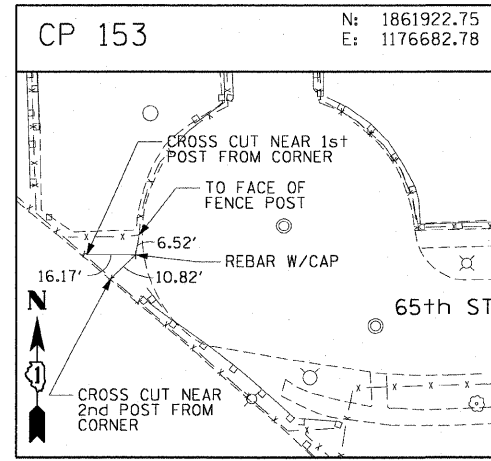 CP 153
N: 1861922.75
E: 1176682.78
CROSS CUT NEAR 1st
POST FROM CORNER
TO FACE OF
FENCE POST
6.52'
REBAR W/CAP
16.17'
10.82'
65th ST
N
1
CROSS CUT NEAR
2nd POST FROM
CORNER